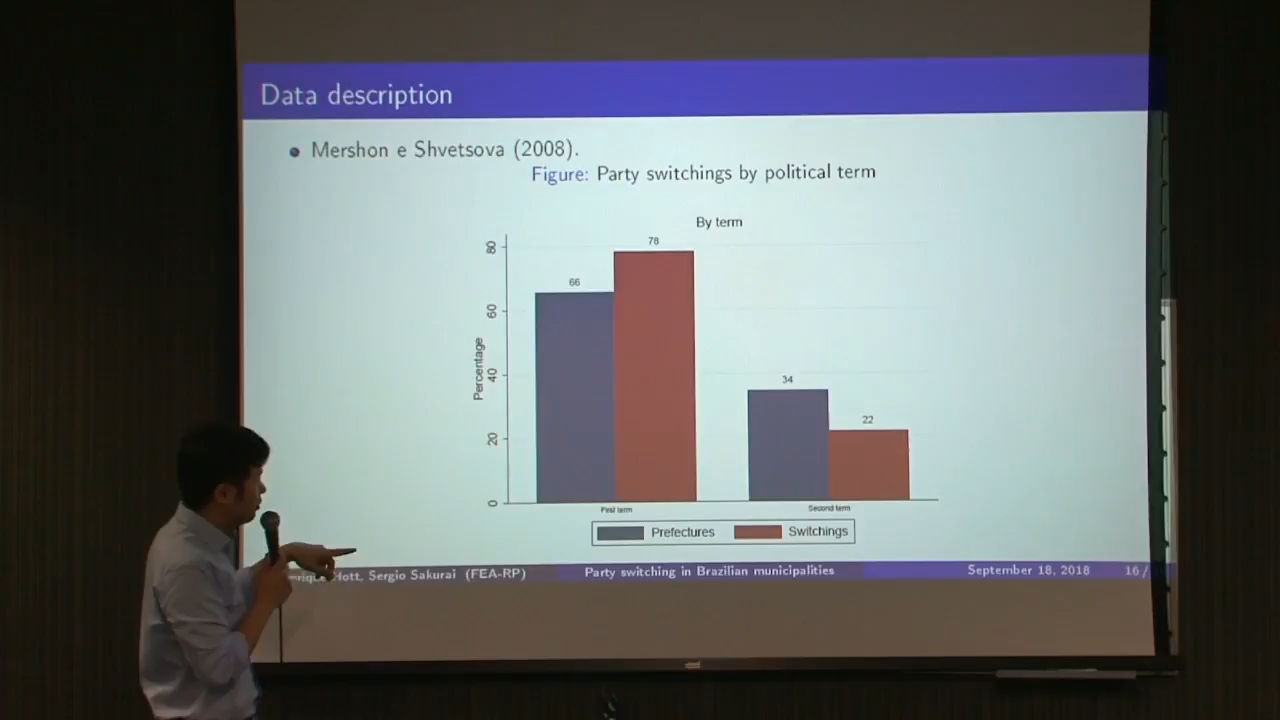 Data description
Mershon e Shvetsova (2008).
Figure: Party switchings by political term
By term
Percentage
80
60
40
20
0
66
78
34
22
First term
Second term
Prefectures
Switchings
Hott, Sergio Sakurai (FEA-RP)
Party switching in Brazilian municipalities
September 18, 2018
16 /